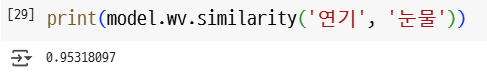 [29] print(model.wv.similarity('연기', '눈물'))
0.95318097